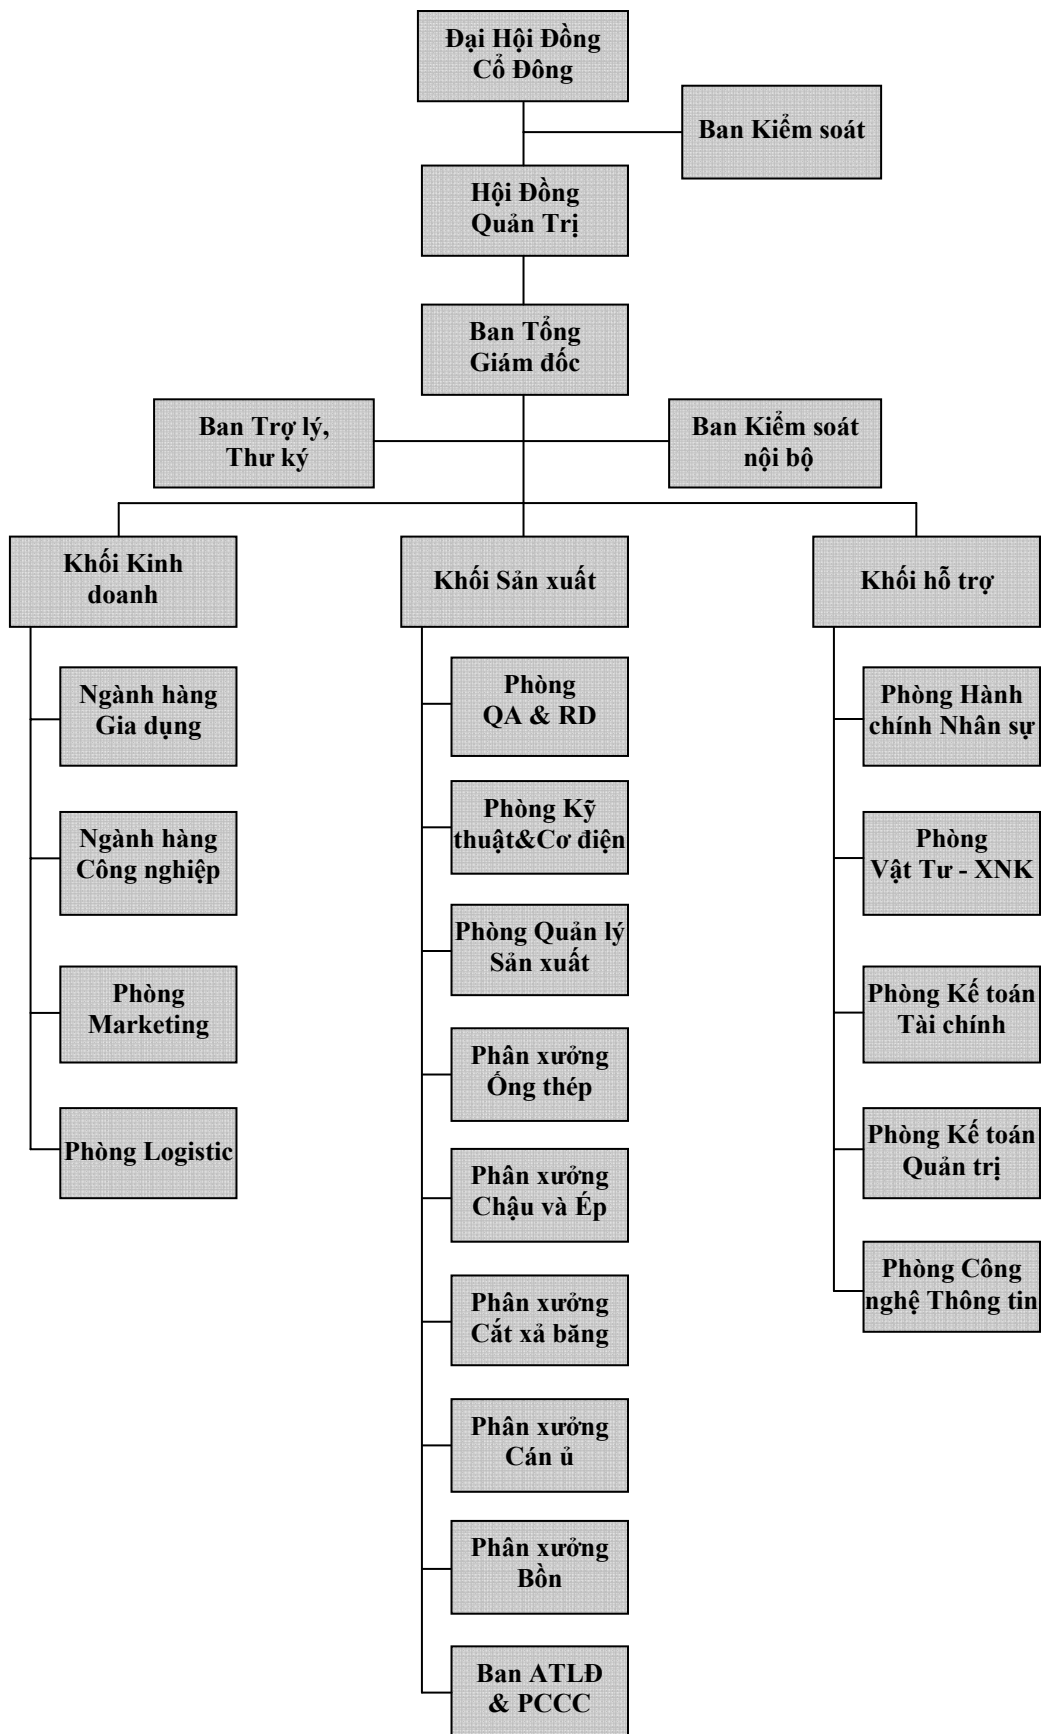 Đại Hội Đồng
Cổ Đông
Ban Kiểm soát
Hội Đồng
Quản Trị
Ban Tổng
Giám đốc
Ban Trợ lý,
Thư ký
Ban Kiểm soát
nội bộ
Khối Kinh
doanh
Ngành hàng
Gia dụng
Ngành hàng
Công nghiệp
Phòng
Marketing
Phòng Logistic
Khối Sản xuất
Phòng
QA & RD
Phòng Kỹ
thuật&Cơ điện
Phòng Quản lý
Sản xuất
Phân xưởng
Ống thép
Phân xưởng
Chậu và Ép
Phân xưởng
Cắt xả băng
Phân xưởng
Cán ủ
Phân xưởng
Bồn
Ban ATLĐ
& PCCC
Khối hỗ trợ
Phòng Hành
chính Nhân sự
Phòng
Vật Tư - XNK
Phòng Kế toán
Tài chính
Phòng Kế toán
Quản trị
Phòng Công
nghệ Thông tin